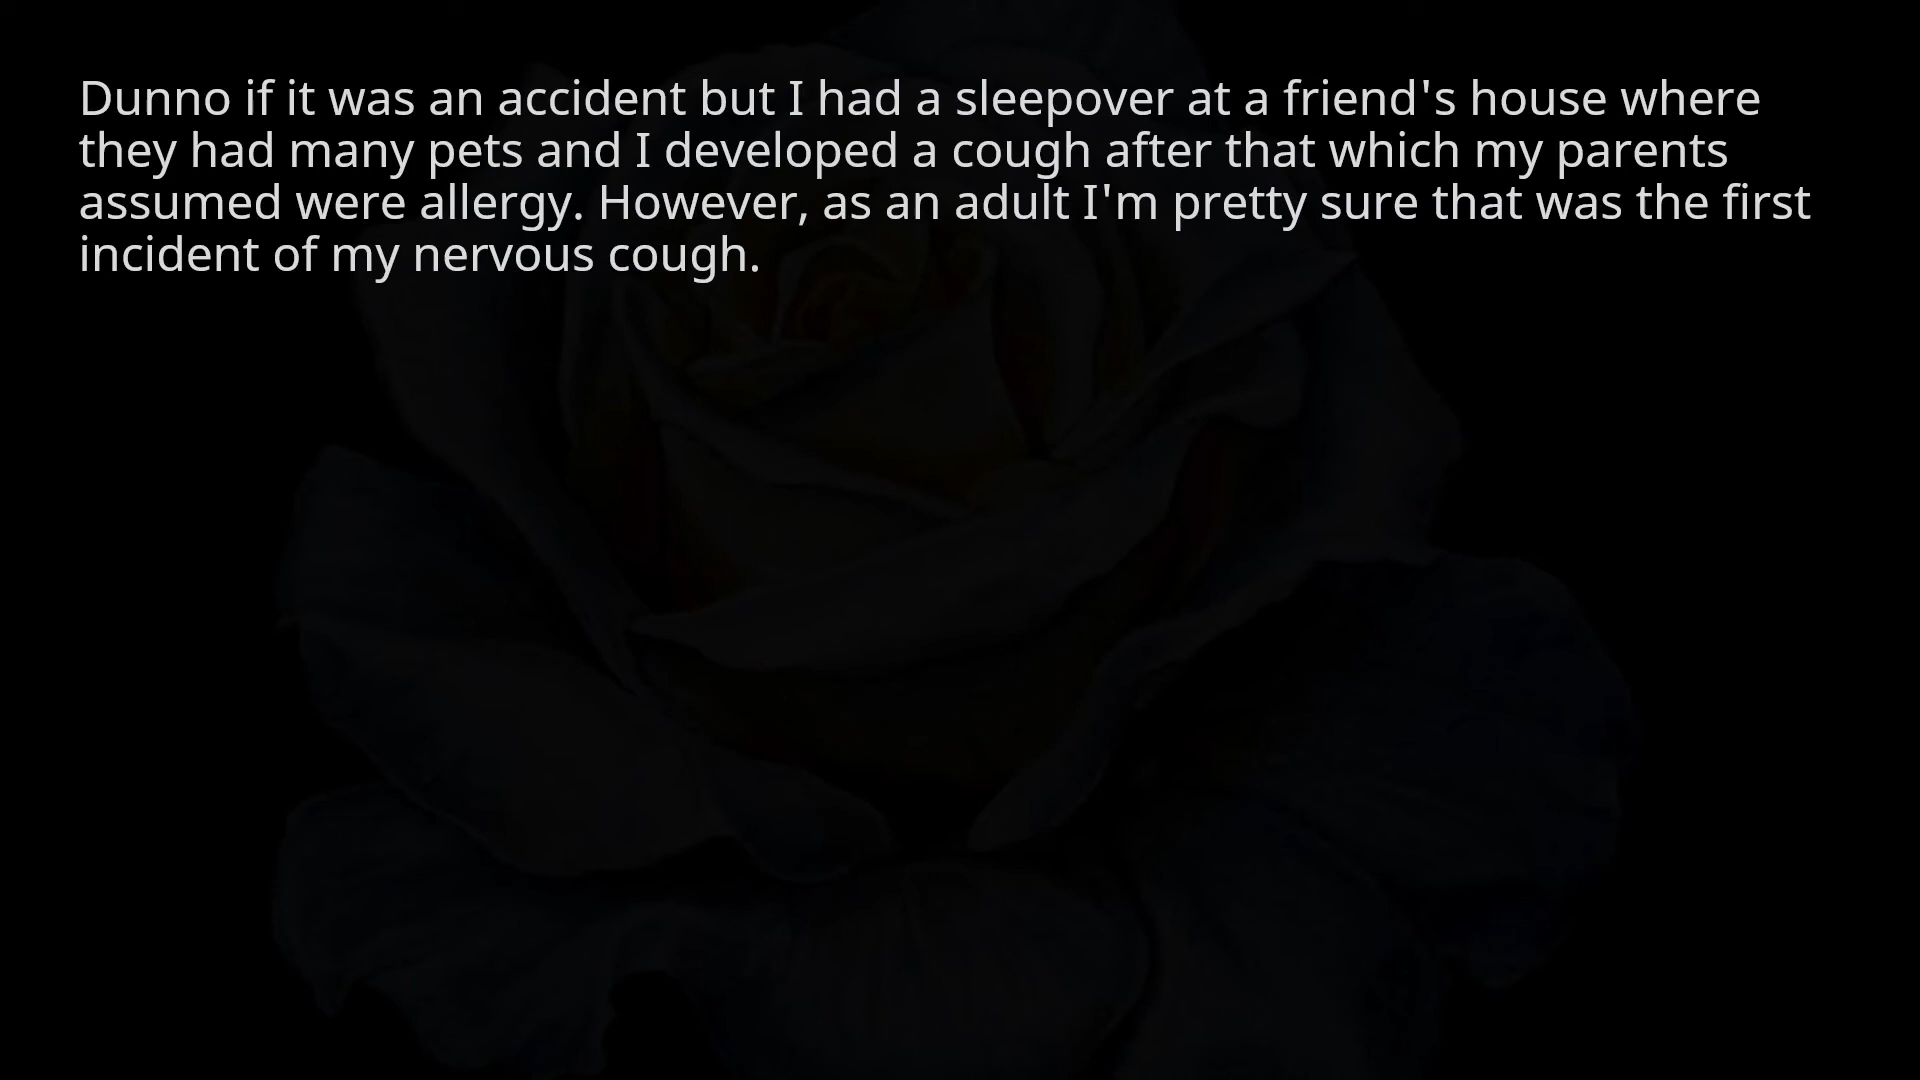 Dunno if it was an accident but I had a sleepover at a friend's house where
they had many pets and I developed a cough after that which my parents
assumed were allergy. However, as an adult I'm pretty sure that was the first
incident of my nervous cough.